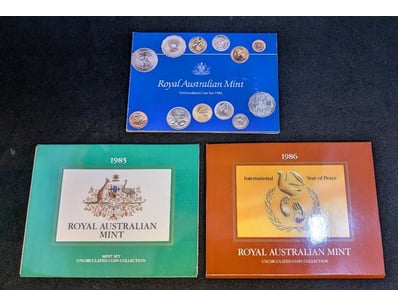 Royal Australian Mint
Uncirculated Coin Set 1984
1985
ROYAL AUSTRALIAN
MINT
MINT SET
UNCIRCULATED COIN COLLECTION
1986
International Year of Peace
ROYAL AUSTRALIAN MINT
UNCIRCULATED COIN COLLECTION